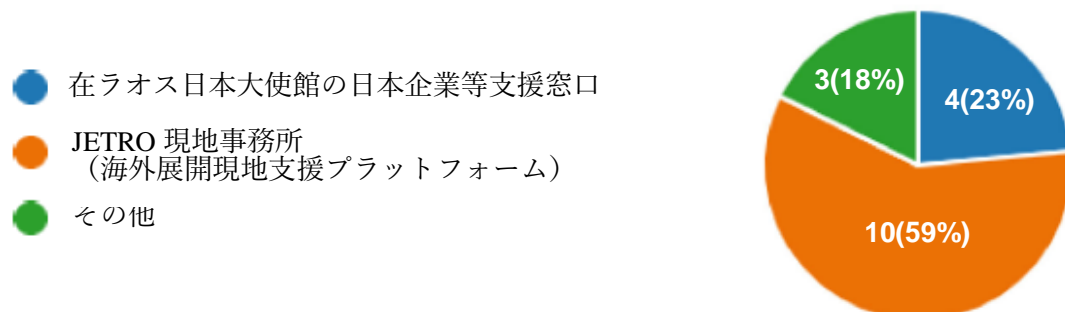 在ラオス日本大使館の日本企業等支援窓口
JETRO 現地事務所
（海外展開現地支援プラットフォーム）
その他
3(18%)
4(23%)
10(59%)